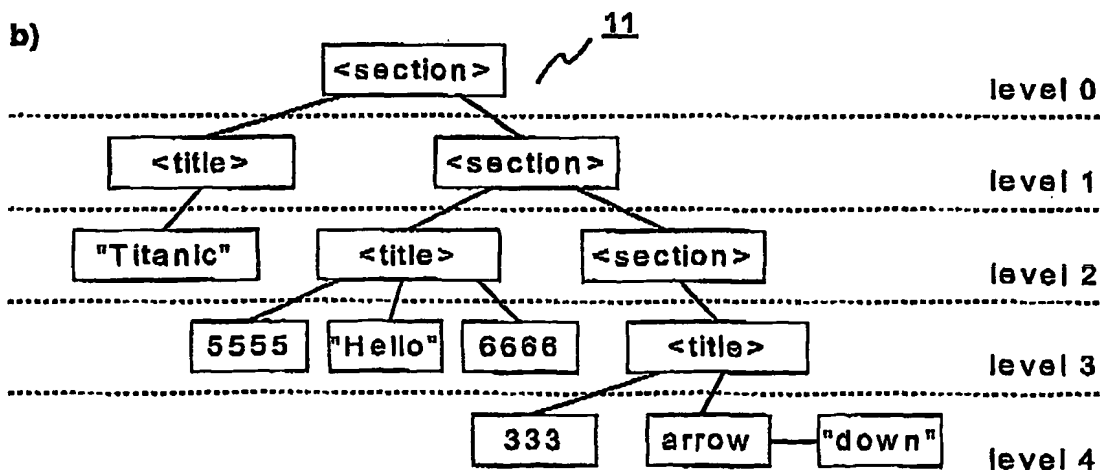 b)
11
<section>
level 0
<title> <section>
level 1
"Titanic" <title> <section>
level 2
5555 "Hello" 6666 <title>
level 3
333 arrow "down"
level 4